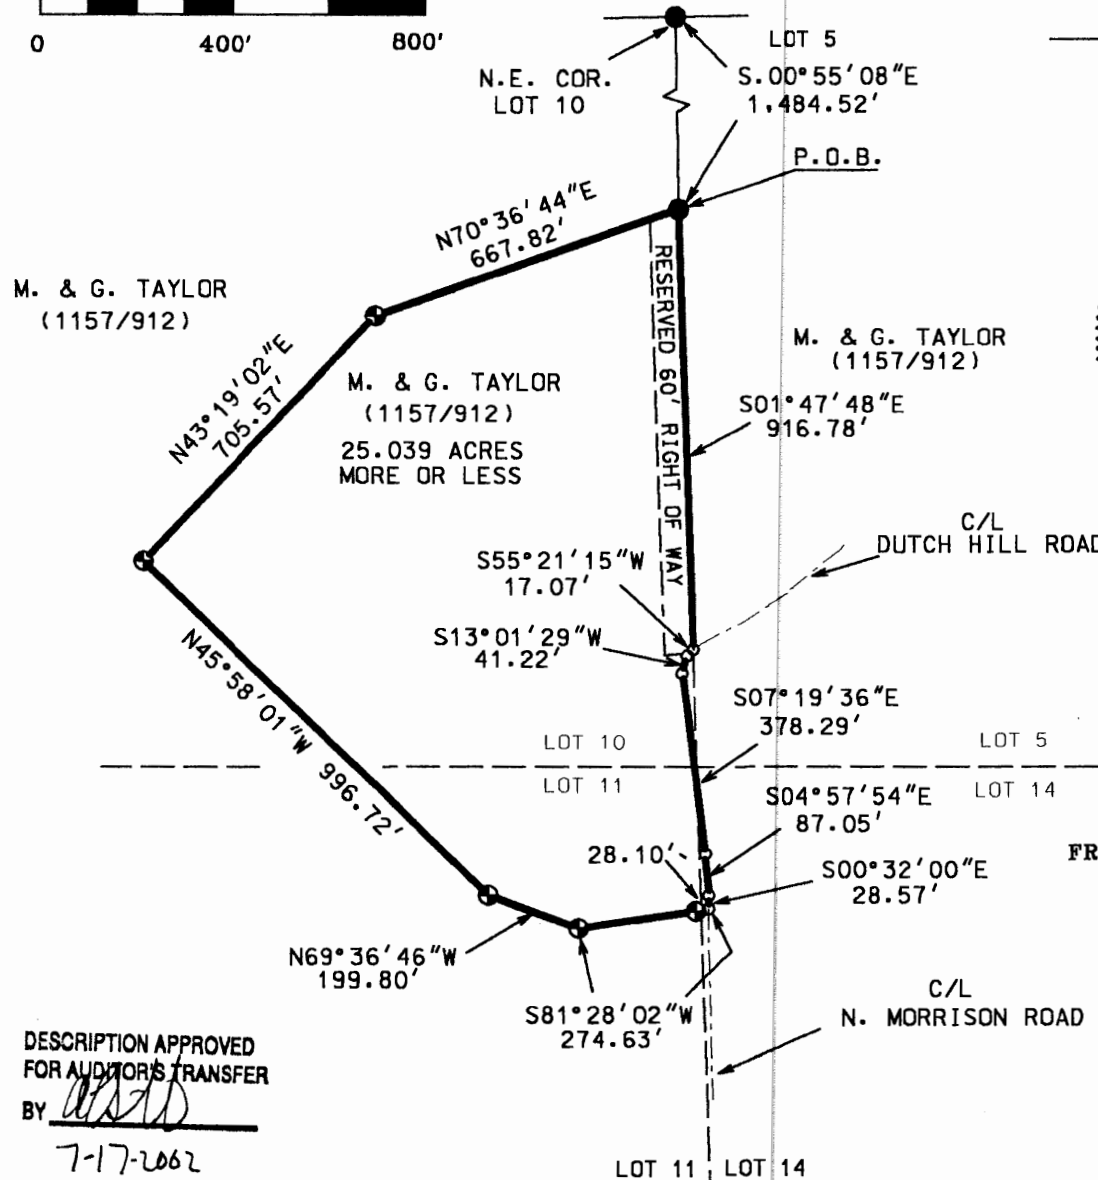 0 400' 800'
LOT 5
N.E. COR.
LOT 10
S.00°55'08"E
1,484.52'
P.O.B.
N70°36'44"E
667.82'
M. & G. TAYLOR
(1157/912)
RESERVED 60' RIGHT OF WAY
M. & G. TAYLOR
(1157/912)
N43°19'02"E
705.57'
M. & G. TAYLOR
(1157/912)
25.039 ACRES
MORE OR LESS
S01°47'48"E
916.78'
C/L
DUTCH HILL ROAD
S55°21'15"W
17.07'
S13°01'29"W
41.22'
S07°19'36"E
378.29'
N45°58'01"W 996.72'
LOT 10
LOT 5
LOT 11
LOT 14
S04°57'54"E
87.05'
28.10'
FR
S00°32'00"E
28.57'
N69°36'46"W
199.80'
S81°28'02"W
274.63'
C/L
N. MORRISON ROAD
DESCRIPTION APPROVED
FOR AUDITOR'S TRANSFER
BY
7-17-2002
LOT 11 LOT 14